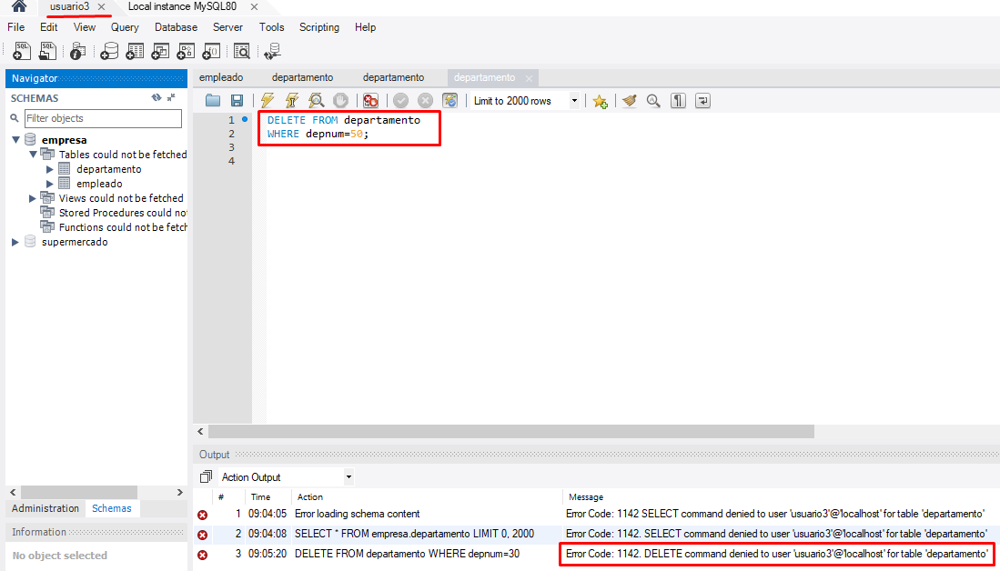 usuario3 Local instance MySQL80
File Edit View Query Database Server Tools Scripting Help
Navigator
SCHEMAS
Filter objects
empresa
Tables could not be fetched
departamento
empleado
Views could not be fetched
Stored Procedures could no
Functions could not be fetch
supermercado
Administration Schemas
Information
No object selected
empleado departamento departamento departamento
Limit to 2000 rows
1 DELETE FROM departamento
2 WHERE depnum=50;
3
4
Output
Action Output
# Time Action Message
1 09:04:05 Error loading schema content Error Code: 1142 SELECT command denied to user 'usuario3'@'localhost' for table 'departamento'
2 09:04:08 SELECT * FROM empresa.departamento LIMIT 0, 2000 Error Code: 1142. SELECT command denied to user 'usuario3'@'localhost' for table 'departamento'
3 09:05:20 DELETE FROM departamento WHERE depnum=30 Error Code: 1142. DELETE command denied to user 'usuario3'@'localhost' for table 'departamento'